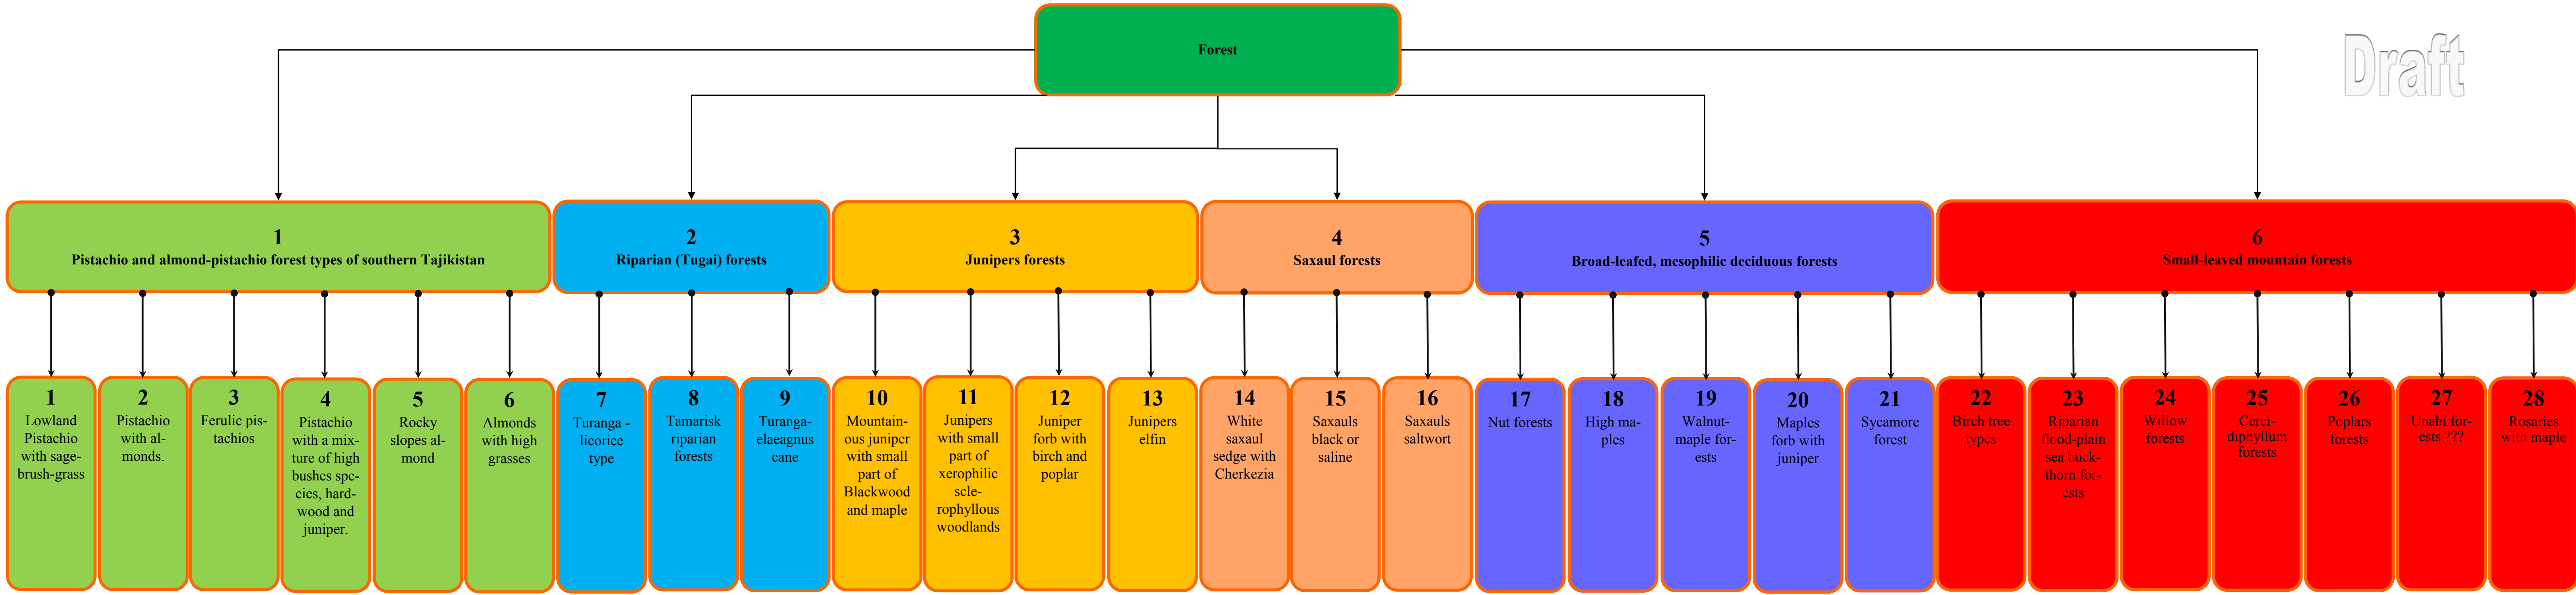 Forest
Draft
1
Pistachio and almond-pistachio forest types of southern Tajikistan
2
Riparian (Tugai) forests
3
Junipers forests
4
Saxaul forests
5
Broad-leafed, mesophilic deciduous forests
6
Small-leaved mountain forests
1
Lowland
Pistachio
with sage-
brush-grass
2
Pistachio
with al-
monds.
3
Ferulic pis-
tachios
4
Pistachio
with a mix-
ture of high
bushes spe-
cies, hard-
wood and
juniper.
5
Rocky
slopes al-
mond
6
Almonds
with high
grasses
7
Turanga -
licorice
type
8
Tamarisk
riparian
forests
9
Turanga-
elaeagnus
cane
10
Mountain-
ous juniper
with small
part of
Blackwood
and maple
11
Junipers
with small
part of
xerophilic
scle-
rophyllous
woodlands
12
Juniper
forb with
birch and
poplar
13
Junipers
elfin
14
White
saxaul
sedge with
Cherkezia
15
Saxauls
black or
saline
16
Saxauls
saltwort
17
Nut forests
18
High ma-
ples
19
Walnut-
maple for-
ests
20
Maples
forb with
juniper
21
Sycamore
forest
22
Birch tree
types
23
Riparian
flood-plain
sea buck-
thorn for-
ests
24
Willow
forests
25
Cerci-
diphyllum
forests
26
Poplars
forests
27
Unabi for-
ests ???
28
Rosaries
with maple